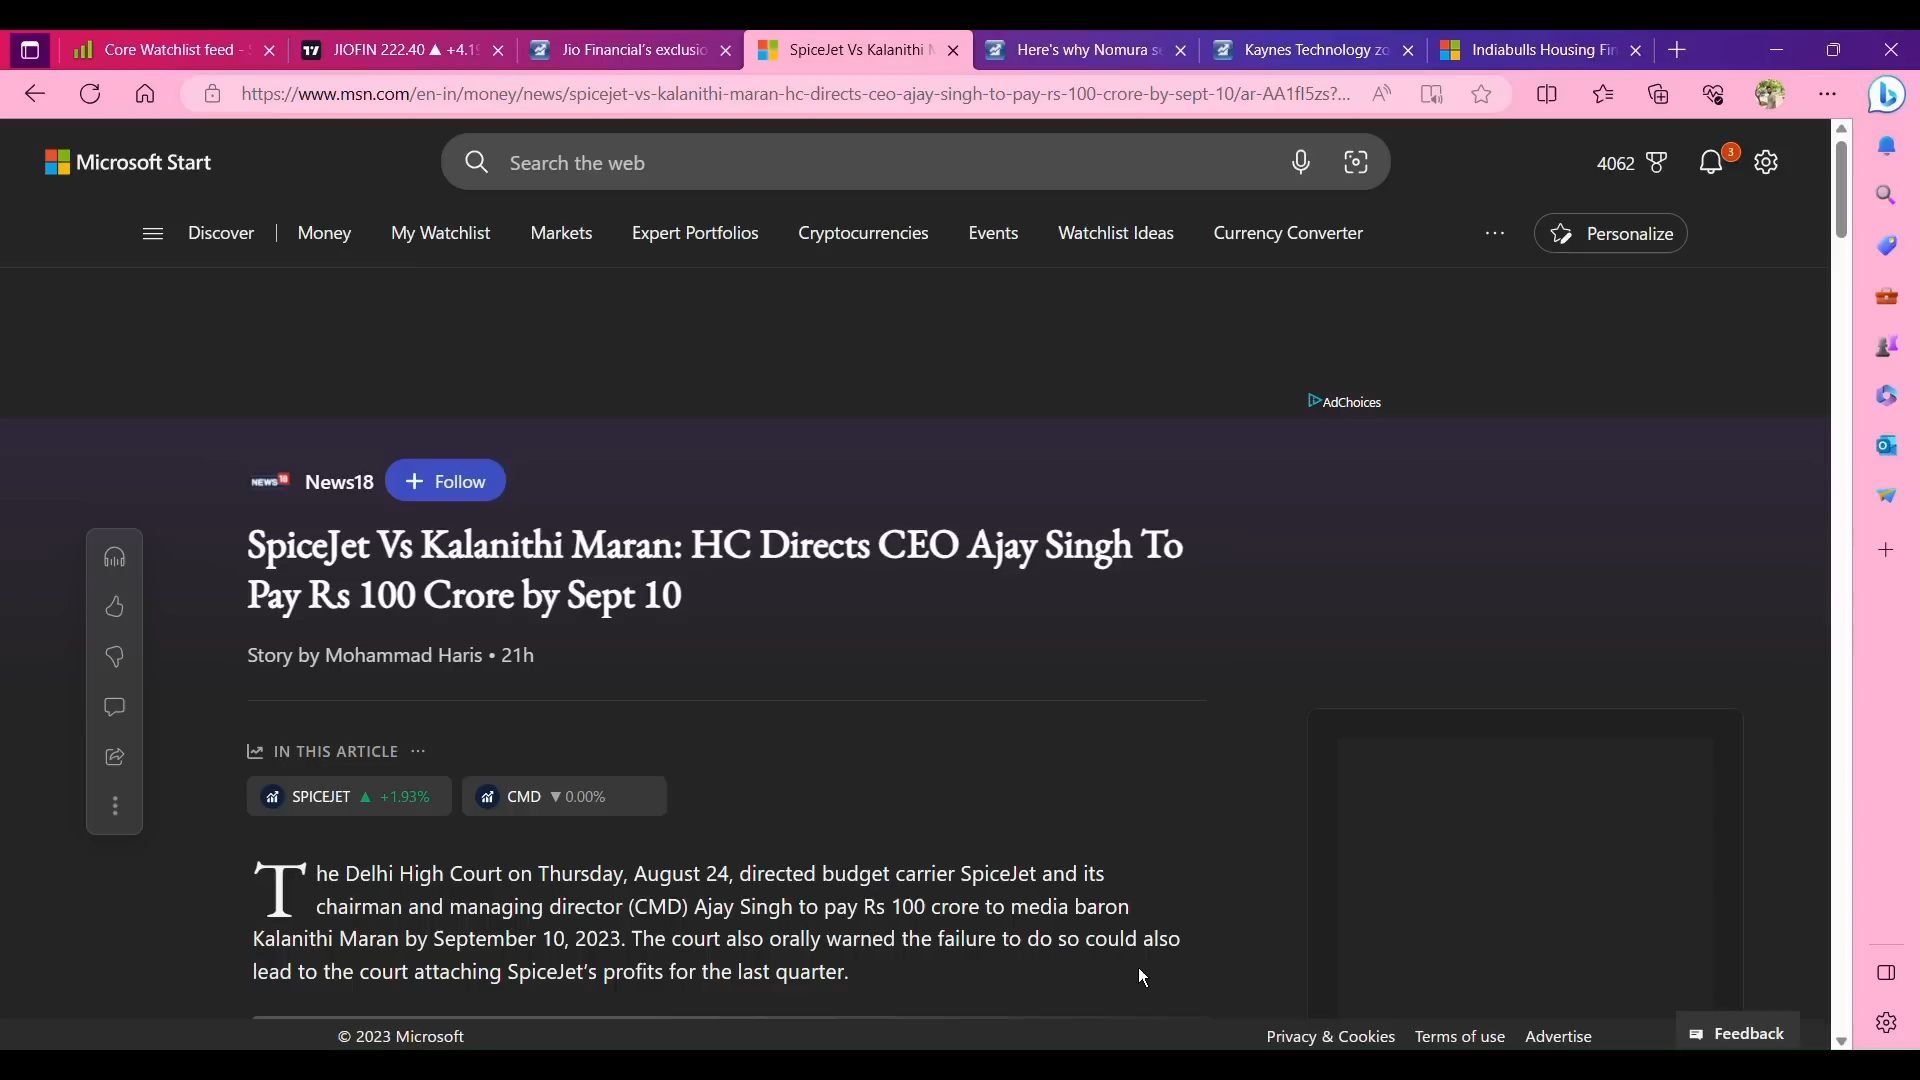 Core Watchlist feed -
JIOFIN 222.40 ▲ +4.1
Jio Financial's exclusio
SpiceJet Vs Kalanithi
Here's why Nomura s
Kaynes Technology zo
Indiabulls Housing Fin
https://www.msn.com/en-in/money/news/spicejet-vs-kalanithi-maran-hc-directs-ceo-ajay-singh-to-pay-rs-100-crore-by-sept-10/ar-AA1fI5zs?...
Microsoft Start
Search the web
4062
3
Discover
Money
My Watchlist
Markets
Expert Portfolios
Cryptocurrencies
Events
Watchlist Ideas
Currency Converter
...
Personalize
AdChoices
NEWS18
News18
+ Follow
SpiceJet Vs Kalanithi Maran: HC Directs CEO Ajay Singh To
Pay Rs 100 Crore by Sept 10
Story by Mohammad Haris • 21h
IN THIS ARTICLE ...
SPICEJET ▲ +1.93%
CMD ▼ 0.00%
The Delhi High Court on Thursday, August 24, directed budget carrier SpiceJet and its
chairman and managing director (CMD) Ajay Singh to pay Rs 100 crore to media baron
Kalanithi Maran by September 10, 2023. The court also orally warned the failure to do so could also
lead to the court attaching SpiceJet's profits for the last quarter.
© 2023 Microsoft
Privacy & Cookies
Terms of use
Advertise
Feedback